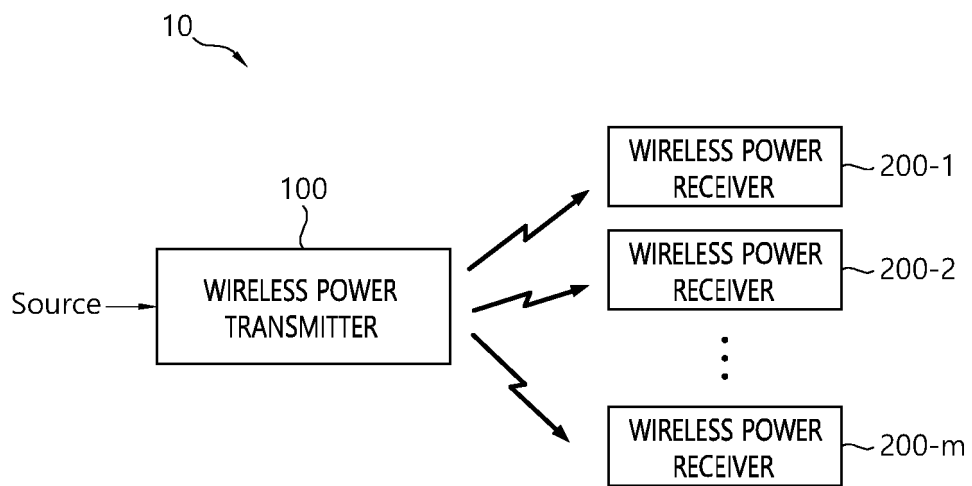 10
100
Source
WIRELESS POWER
TRANSMITTER
WIRELESS POWER
RECEIVER
200-1
WIRELESS POWER
RECEIVER
200-2
WIRELESS POWER
RECEIVER
200-m